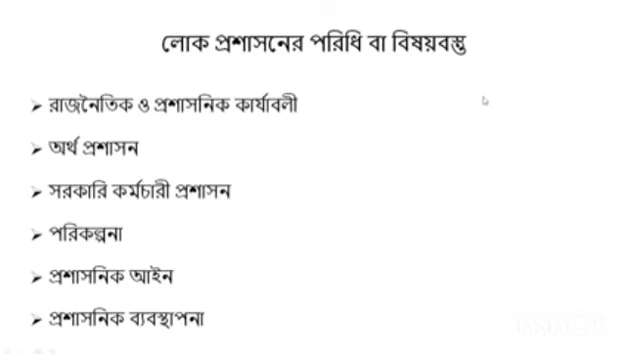 লোক প্রশাসনের পরিধি বা বিষয়বস্তু
➢ রাজনৈতিক ও প্রশাসনিক কার্যাবলী
➢ অর্থ প্রশাসন
➢ সরকারি কর্মচারী প্রশাসন
➢ পরিকল্পনা
➢ প্রশাসনিক আইন
➢ প্রশাসনিক ব্যবস্থাপনা